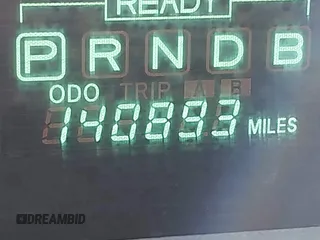 READY
P R N D B
ODO TRIP A B
140893 MILES
DREAMBID